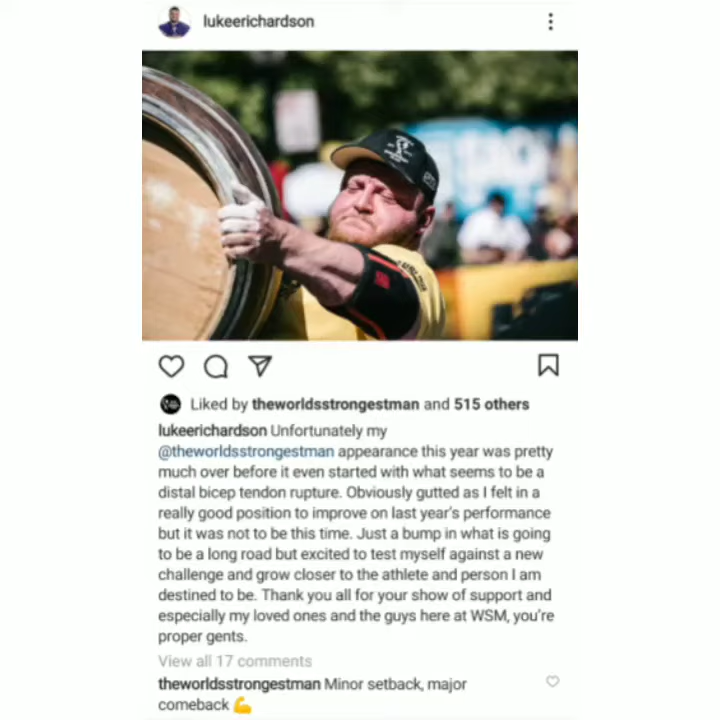 lukeerichardson
Liked by theworldsstrongestman and 515 others
lukeerichardson Unfortunately my
@theworldsstrongestman appearance this year was pretty
much over before it even started with what seems to be a
distal bicep tendon rupture. Obviously gutted as I felt in a
really good position to improve on last year's performance
but it was not to be this time. Just a bump in what is going
to be a long road but excited to test myself against a new
challenge and grow closer to the athlete and person I am
destined to be. Thank you all for your show of support and
especially my loved ones and the guys here at WSM, you're
proper gents.
View all 17 comments
theworldsstrongestman Minor setback, major
comeback 💪